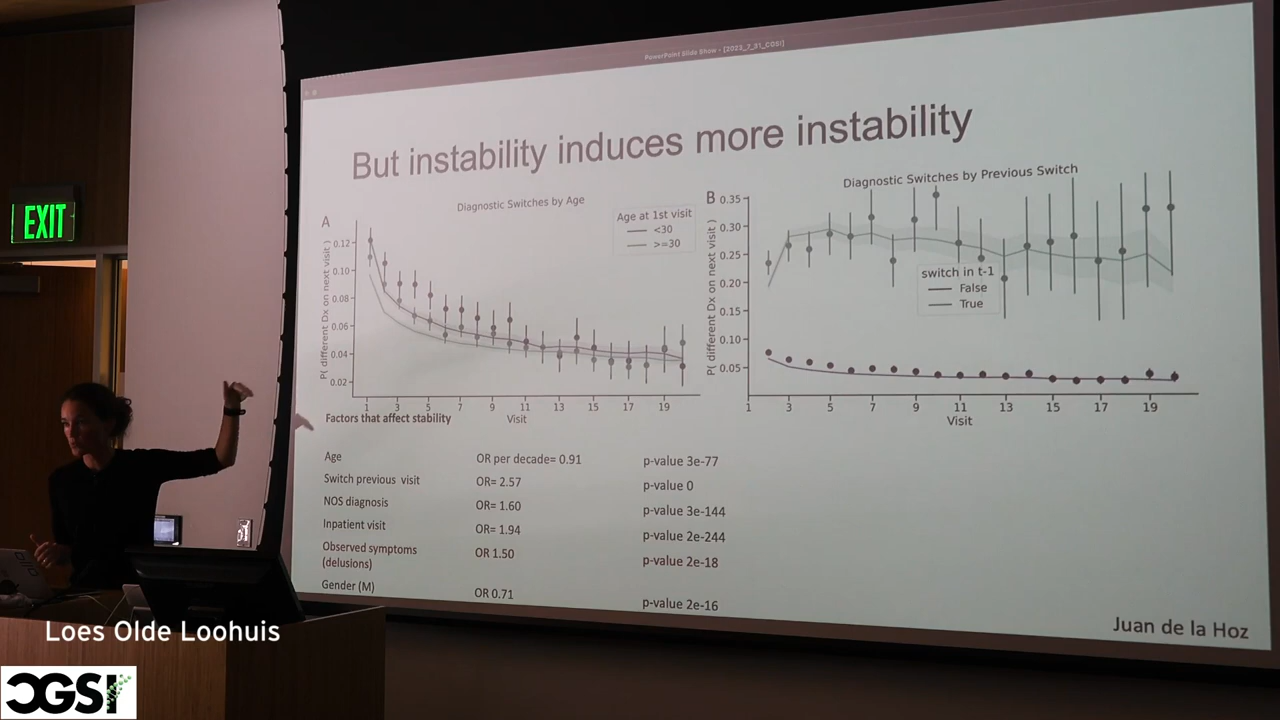 PowerPoint Slide Show - [2023_7_31_COSI]
But instability induces more instability
EXIT
A
Diagnostic Switches by Age
Age at 1st visit
<30
>=30
P( different Dx on next visit )
0.12
0.10
0.08
0.06
0.04
0.02
1 3 5 7 9 11 13 15 17 19
Visit
B
Diagnostic Switches by Previous Switch
P( different Dx on next visit )
0.35
0.30
0.25
0.20
0.15
0.10
0.05
switch in t-1
False
True
1 3 5 7 9 11 13 15 17 19
Visit
Factors that affect stability
Age OR per decade= 0.91 p-value 3e-77
Switch previous visit OR= 2.57 p-value 0
NOS diagnosis OR= 1.60 p-value 3e-144
Inpatient visit OR= 1.94 p-value 2e-244
Observed symptoms OR 1.50 p-value 2e-18
(delusions)
Gender (M) OR 0.71 p-value 2e-16
Juan de la Hoz
Loes Olde Loohuis
CGSI